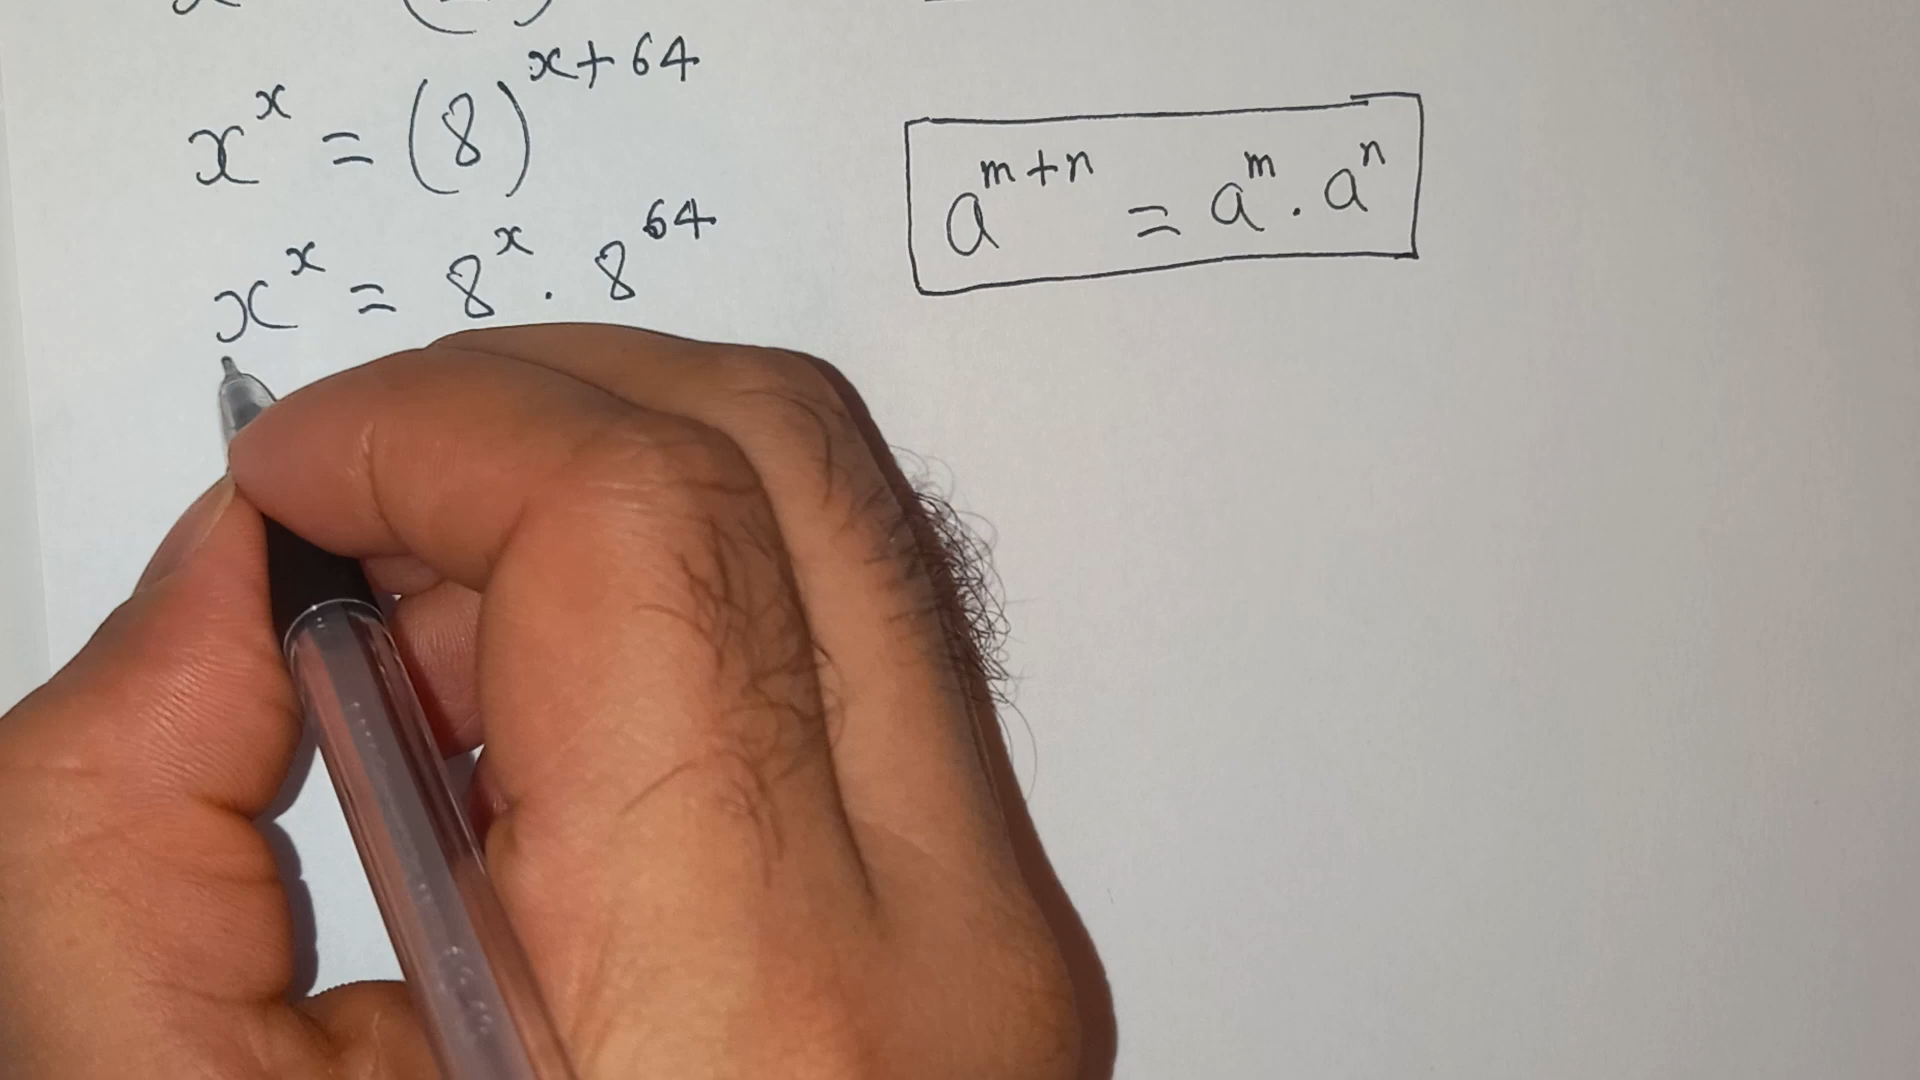 x^x = (8)^{x+64}
x^x = 8^x . 8^{64}
a^{m+n} = a^m . a^n